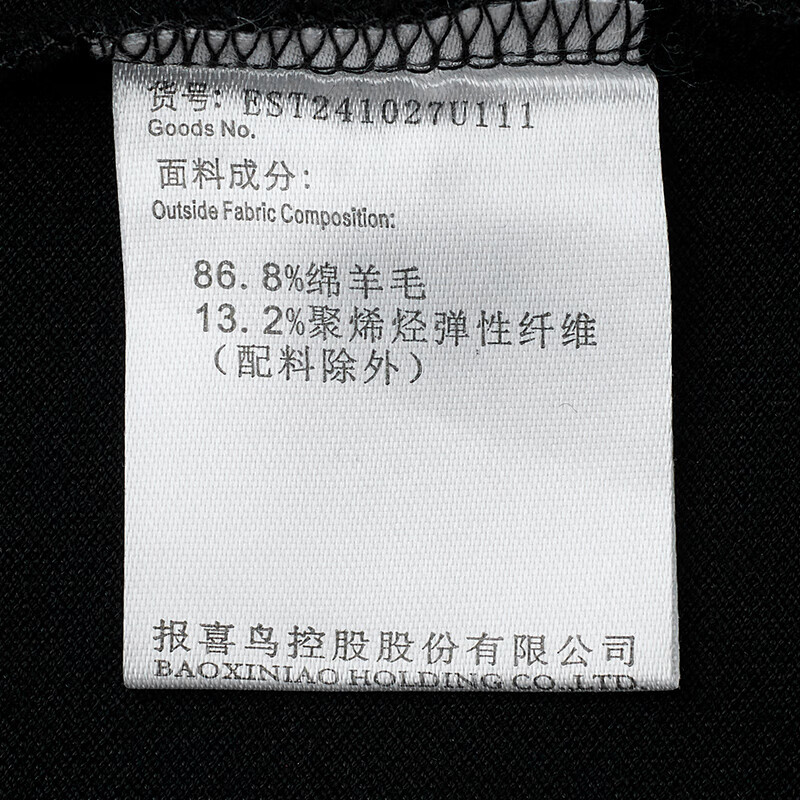 货号: EST241027U111
Goods No.
面料成分:
Outside Fabric Composition:
86.8%绵羊毛
13.2%聚烯烃弹性纤维
（配料除外）
报喜鸟控股股份有限公司
BAOXINIAO HOLDING CO.,LTD.